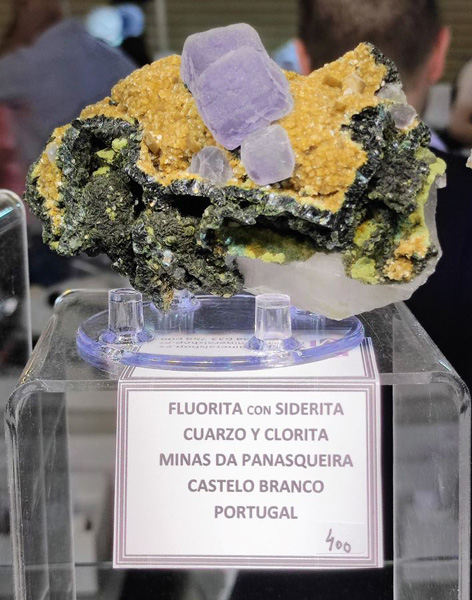 FLUORITA CON SIDERITA
CUARZO Y CLORITA
MINAS DA PANASQUEIRA
CASTELO BRANCO
PORTUGAL
400